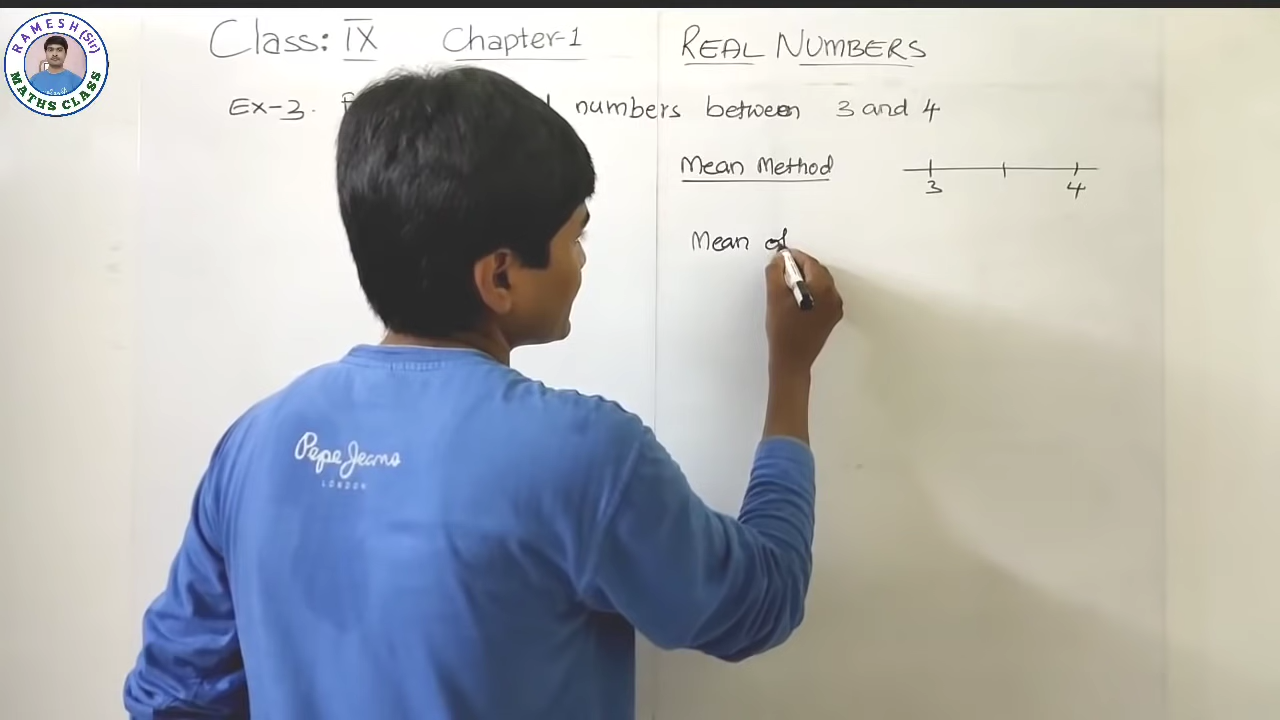 RAMESH (Sir)
MATHS CLASS
Class: IX Chapter-1 REAL NUMBERS
Ex-3. numbers between 3 and 4
Mean Method
3 4
Mean of
Pepe Jeans
LONDON